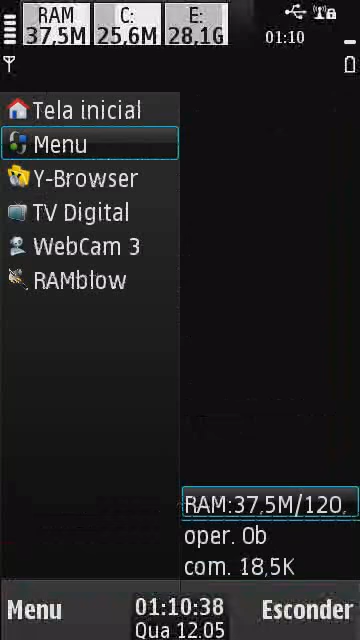 RAM C: E:
37,5M 25,6M 28,1G
01:10
Tela inicial
Menu
Y-Browser
TV Digital
WebCam 3
RAMblow
RAM:37,5M/120,
oper. 0b
com. 18,5K
Menu 01:10:38 Esconder
Qua 12.05